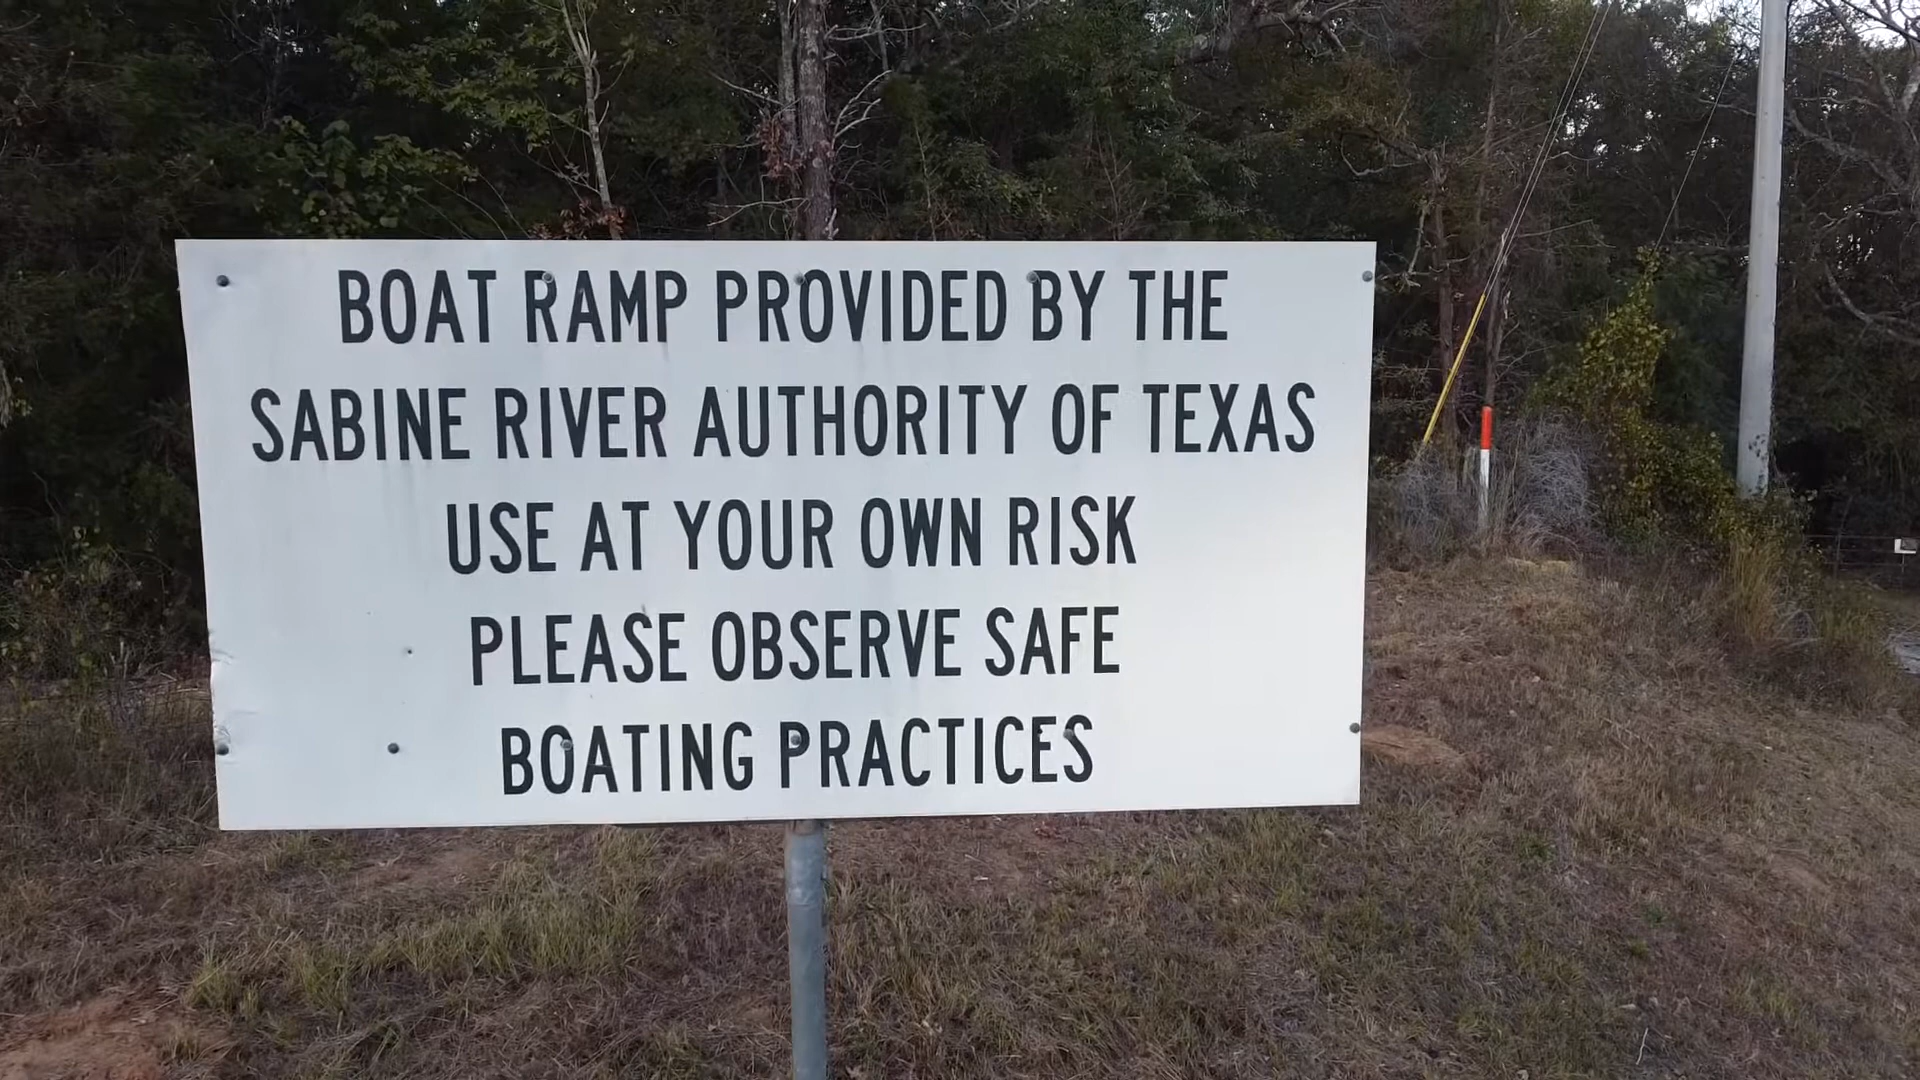 BOAT RAMP PROVIDED BY THE
SABINE RIVER AUTHORITY OF TEXAS
USE AT YOUR OWN RISK
PLEASE OBSERVE SAFE
BOATING PRACTICES